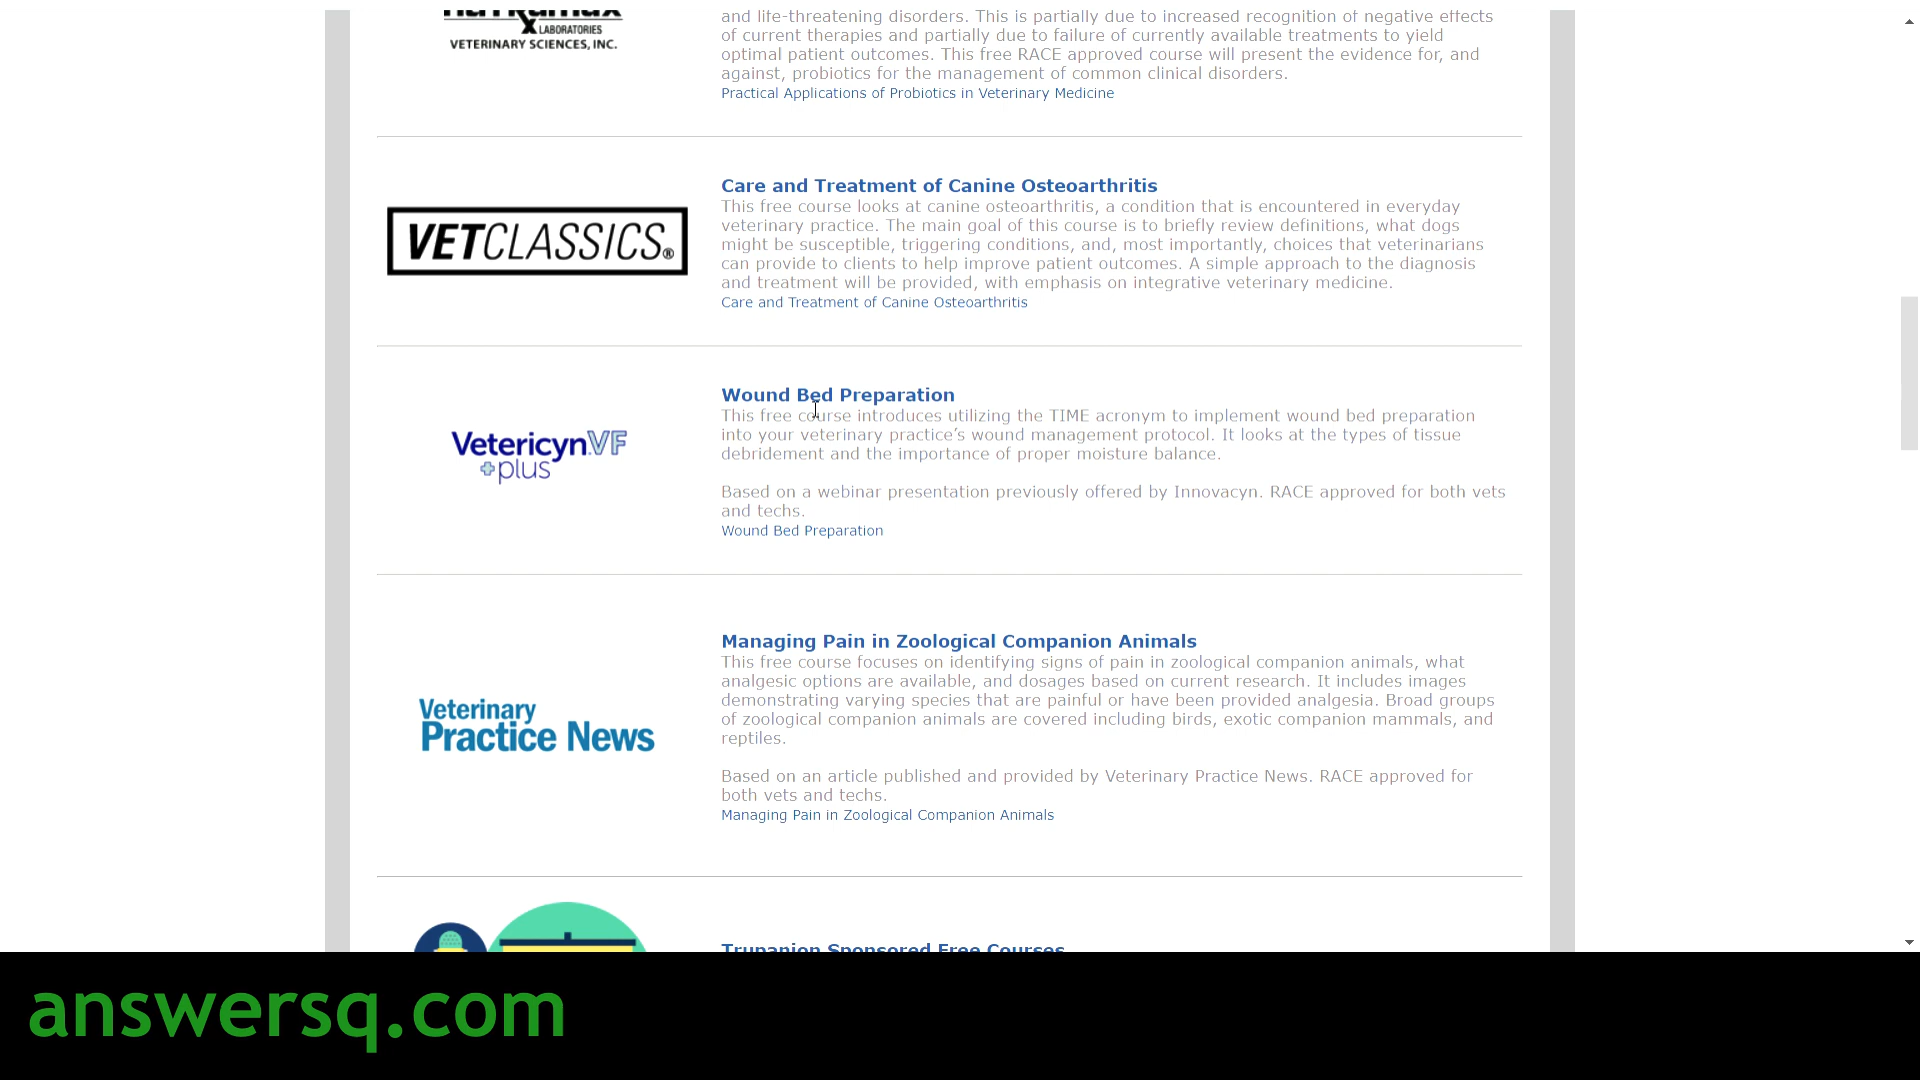 LABORATORIES
VETERINARY SCIENCES, INC.
and life-threatening disorders. This is partially due to increased recognition of negative effects
of current therapies and partially due to failure of currently available treatments to yield
optimal patient outcomes. This free RACE approved course will present the evidence for, and
against, probiotics for the management of common clinical disorders.
Practical Applications of Probiotics in Veterinary Medicine
VETCLASSICS®
Care and Treatment of Canine Osteoarthritis
This free course looks at canine osteoarthritis, a condition that is encountered in everyday
veterinary practice. The main goal of this course is to briefly review definitions, what dogs
might be susceptible, triggering conditions, and, most importantly, choices that veterinarians
can provide to clients to help improve patient outcomes. A simple approach to the diagnosis
and treatment will be provided, with emphasis on integrative veterinary medicine.
Care and Treatment of Canine Osteoarthritis
Vetericyn VF
+plus
Wound Bed Preparation
This free course introduces utilizing the TIME acronym to implement wound bed preparation
into your veterinary practice’s wound management protocol. It looks at the types of tissue
debridement and the importance of proper moisture balance.
Based on a webinar presentation previously offered by Innovacyn. RACE approved for both vets
and techs.
Wound Bed Preparation
Veterinary
Practice News
Managing Pain in Zoological Companion Animals
This free course focuses on identifying signs of pain in zoological companion animals, what
analgesic options are available, and dosages based on current research. It includes images
demonstrating varying species that are painful or have been provided analgesia. Broad groups
of zoological companion animals are covered including birds, exotic companion mammals, and
reptiles.
Based on an article published and provided by Veterinary Practice News. RACE approved for
both vets and techs.
Managing Pain in Zoological Companion Animals
Trupanion Sponsored Free Courses
answersq.com